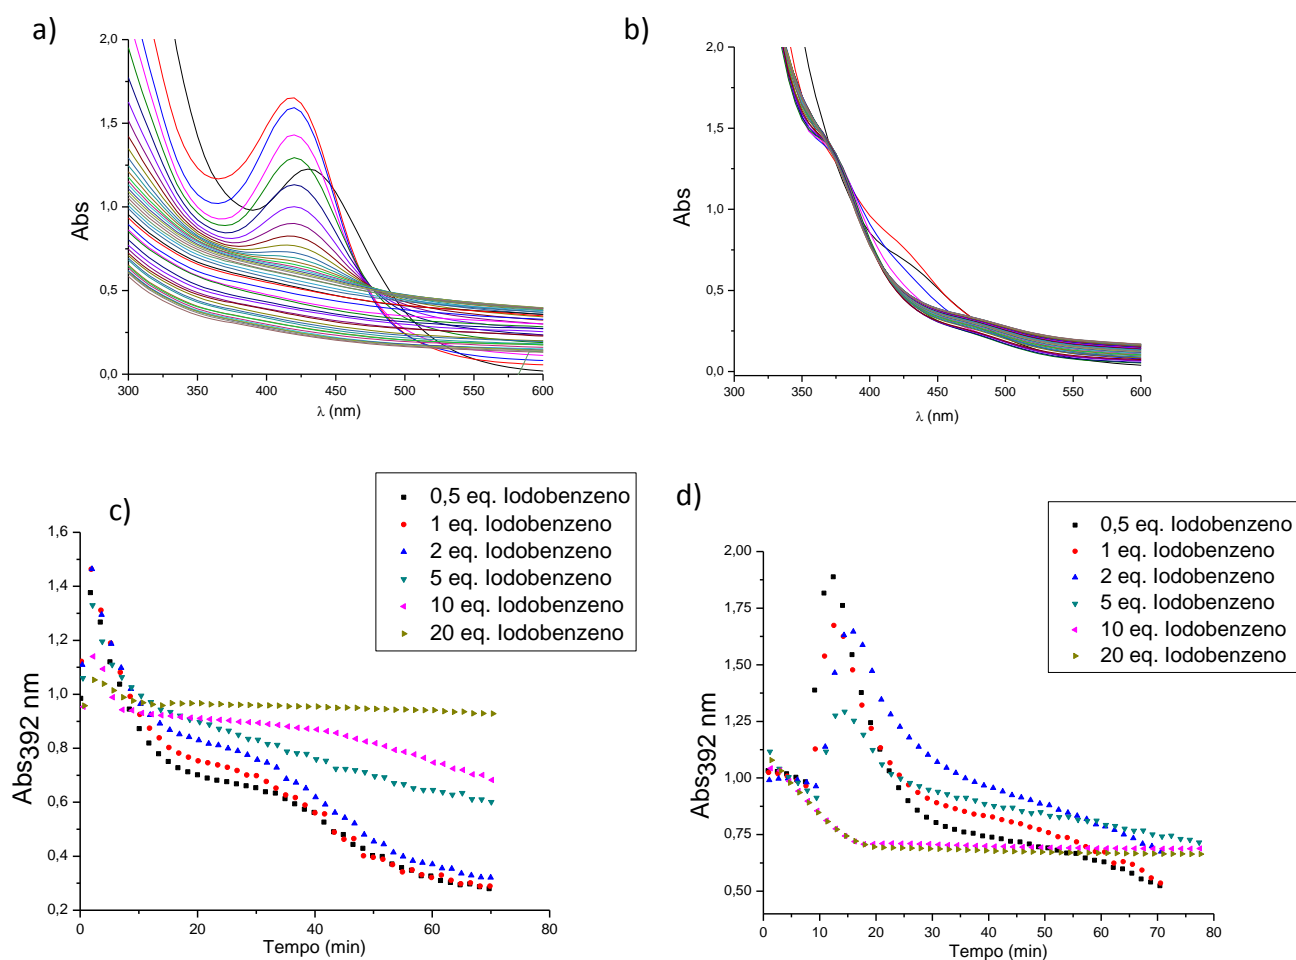 a)
2,0
1,5
1,0
0,5
0,0
Abs
300 350 400 450 500 550 600
λ (nm)
b)
2,0
1,5
1,0
0,5
0,0
Abs
300 350 400 450 500 550 600
λ (nm)
c)
0,5 eq. Iodobenzeno
1 eq. Iodobenzeno
2 eq. Iodobenzeno
5 eq. Iodobenzeno
10 eq. Iodobenzeno
20 eq. Iodobenzeno
1,6
1,4
1,2
1,0
0,8
0,6
0,4
0,2
Abs392 nm
0 20 40 60 80
Tempo (min)
d)
0,5 eq. Iodobenzeno
1 eq. Iodobenzeno
2 eq. Iodobenzeno
5 eq. Iodobenzeno
10 eq. Iodobenzeno
20 eq. Iodobenzeno
2,00
1,75
1,50
1,25
1,00
0,75
0,50
Abs392 nm
0 10 20 30 40 50 60 70 80
Tempo (min)